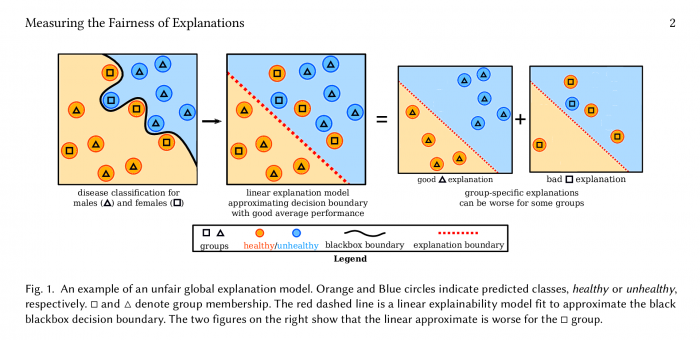 Measuring the Fairness of Explanations 2
disease classification for
males (△) and females (□)
linear explanation model
approximating decision boundary
with good average performance
=
+
good △ explanation
bad □ explanation
group-specific explanations
can be worse for some groups
groups
healthy/unhealthy
blackbox boundary
explanation boundary
Legend
Fig. 1. An example of an unfair global explanation model. Orange and Blue circles indicate predicted classes, healthy or unhealthy,
respectively. □ and △ denote group membership. The red dashed line is a linear explainability model fit to approximate the black
blackbox decision boundary. The two figures on the right show that the linear approximate is worse for the □ group.